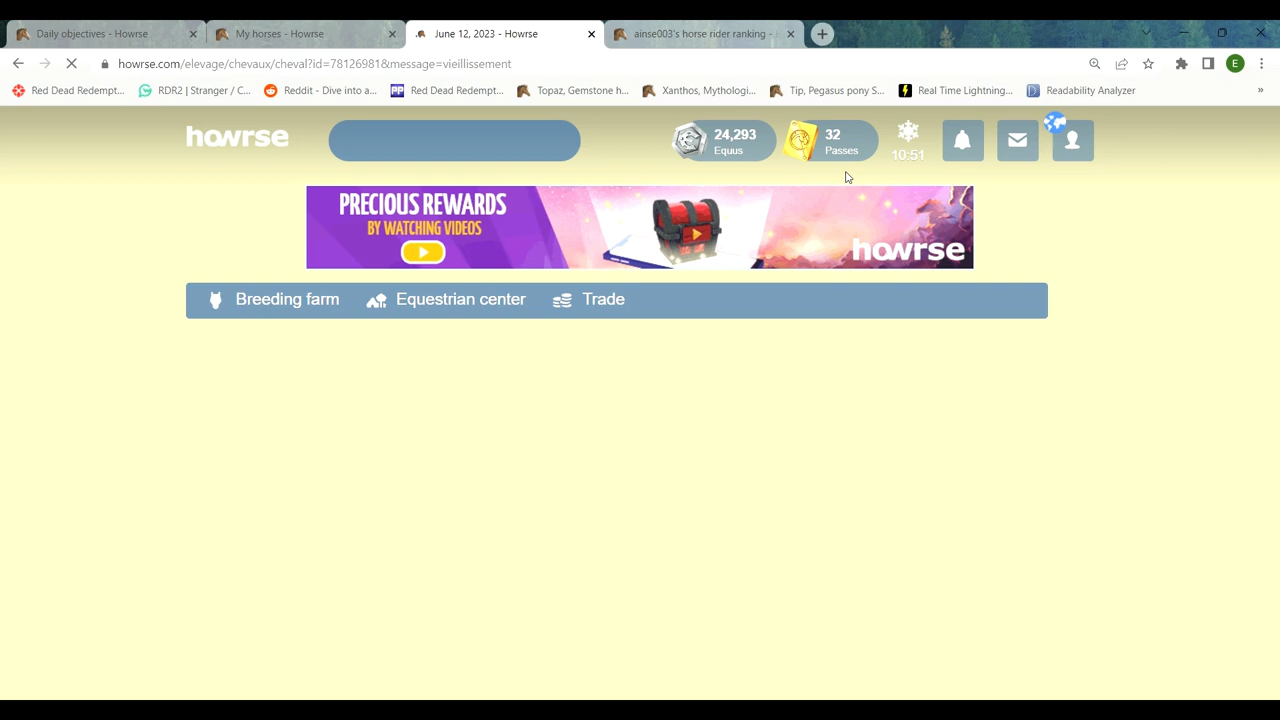 Daily objectives - Howrse
My horses - Howrse
June 12, 2023 - Howrse
ainse003's horse rider ranking -
howrse.com/elevage/chevaux/cheval?id=78126981&message=vieillissement
E
Red Dead Redempt...
RDR2 | Stranger / C...
Reddit - Dive into a...
PP
Red Dead Redempt...
Topaz, Gemstone h...
Xanthos, Mythologi...
Tip, Pegasus pony S...
Real Time Lightning...
Readability Analyzer
»
howrse
24,293
Equus
32
Passes
10:51
PRECIOUS REWARDS
BY WATCHING VIDEOS
howrse
Breeding farm
Equestrian center
Trade